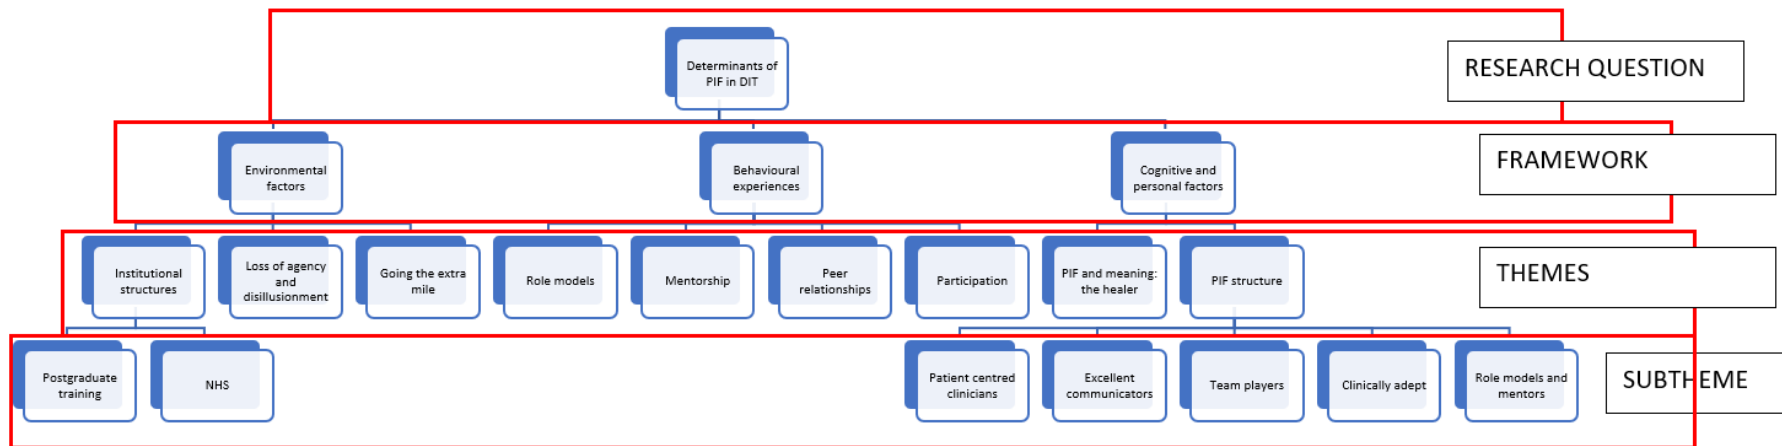 Determinants of
PIF in DIT
RESEARCH QUESTION
Environmental
factors
Behavioural
experiences
Cognitive and
personal factors
FRAMEWORK
Institutional
structures
Loss of agency
and
disillusionment
Going the extra
mile
Role models
Mentorship
Peer
relationships
Participation
PIF and meaning:
the healer
PIF structure
THEMES
Postgraduate
training
NHS
Patient centred
clinicians
Excellent
communicators
Team players
Clinically adept
Role models and
mentors
SUBTHEME